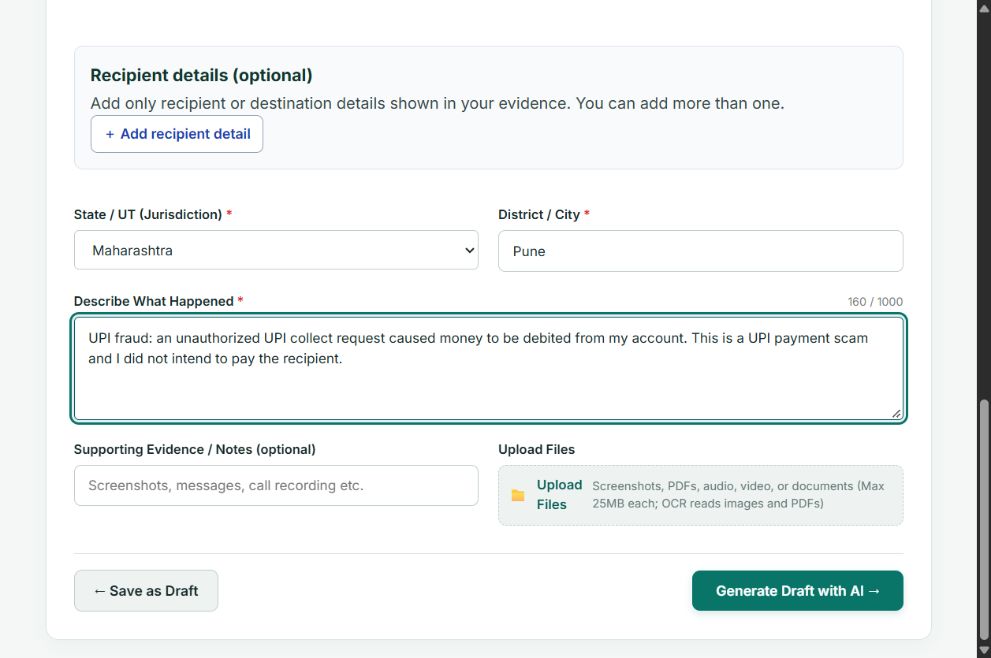 Recipient details (optional)
Add only recipient or destination details shown in your evidence. You can add more than one.
+ Add recipient detail
State / UT (Jurisdiction) *
District / City *
Maharashtra
Pune
Describe What Happened *
160 / 1000
UPI fraud: an unauthorized UPI collect request caused money to be debited from my account. This is a UPI payment scam
and I did not intend to pay the recipient.
Supporting Evidence / Notes (optional)
Upload Files
Screenshots, messages, call recording etc.
Upload
Files
Screenshots, PDFs, audio, video, or documents (Max
25MB each; OCR reads images and PDFs)
← Save as Draft
Generate Draft with AI →